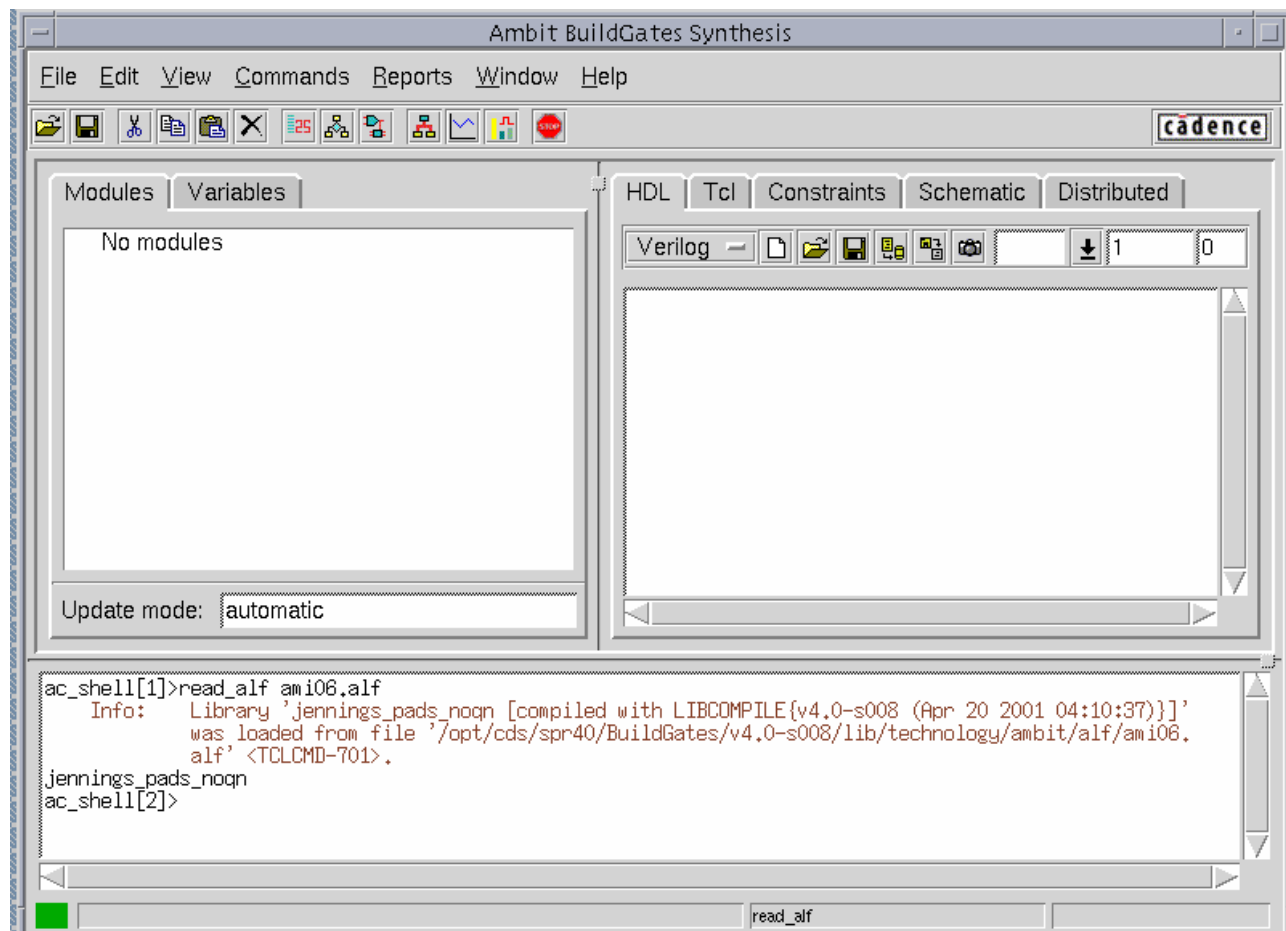 Ambit BuildGates Synthesis
File Edit View Commands Reports Window Help
25 STOP cādence
Modules Variables HDL Tcl Constraints Schematic Distributed
No modules
Verilog 1 0
Update mode: automatic
ac_shell[1]>read_alf ami06.alf
Info: Library 'jennings_pads_noqn [compiled with LIBCOMPILE{v4.0-s008 (Apr 20 2001 04:10:37)}]'
was loaded from file '/opt/cds/spr40/BuildGates/v4.0-s008/lib/technology/ambit/alf/ami06.
alf' <TCLCMD-701>.
jennings_pads_noqn
ac_shell[2]>
read_alf